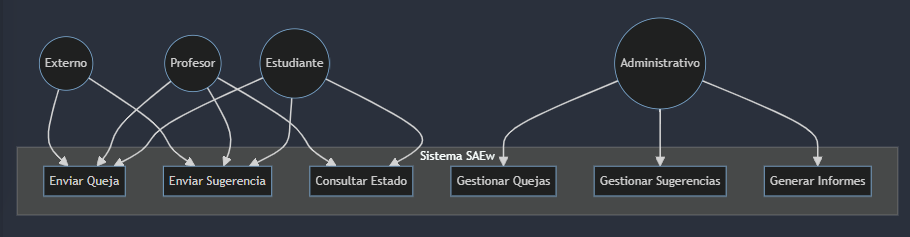 Externo
Profesor
Estudiante
Administrativo
Sistema SAEw
Enviar Queja
Enviar Sugerencia
Consultar Estado
Gestionar Quejas
Gestionar Sugerencias
Generar Informes